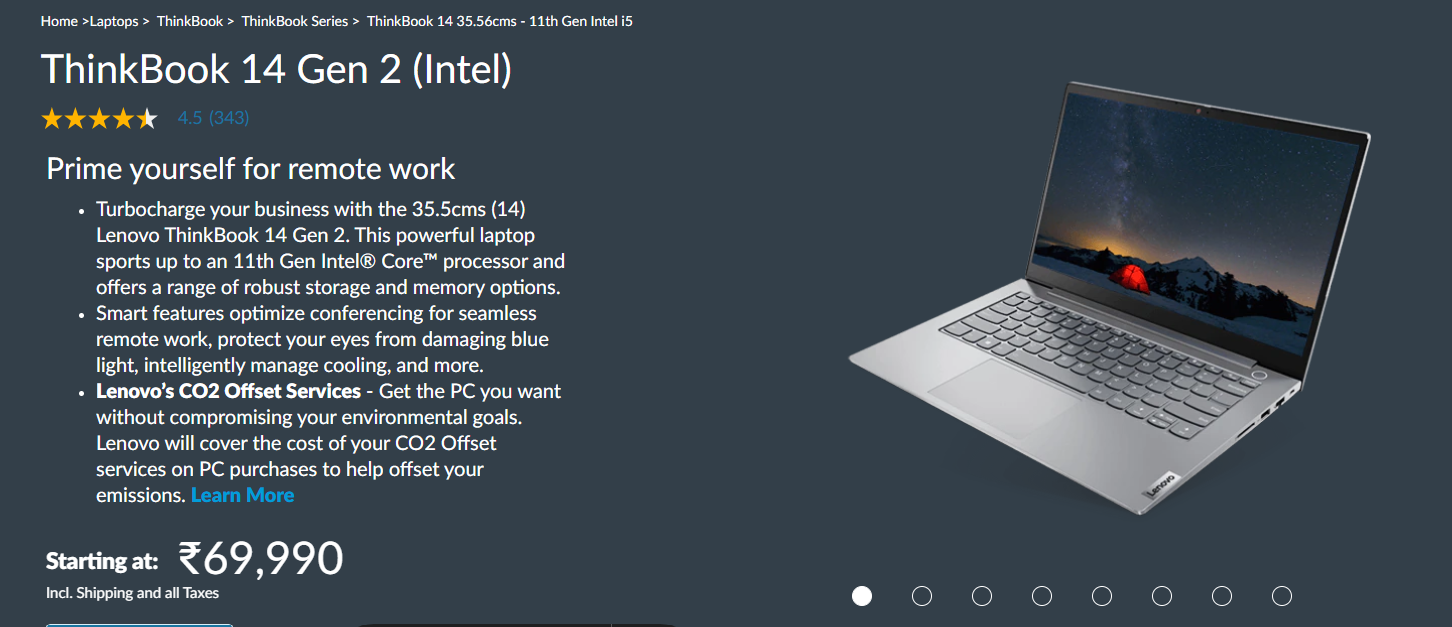 Home >Laptops > ThinkBook > ThinkBook Series > ThinkBook 14 35.56cms - 11th Gen Intel i5
ThinkBook 14 Gen 2 (Intel)
4.5 (343)
Prime yourself for remote work
• Turbocharge your business with the 35.5cms (14)
Lenovo ThinkBook 14 Gen 2. This powerful laptop
sports up to an 11th Gen Intel® Core™ processor and
offers a range of robust storage and memory options.
• Smart features optimize conferencing for seamless
remote work, protect your eyes from damaging blue
light, intelligently manage cooling, and more.
• Lenovo’s CO2 Offset Services - Get the PC you want
without compromising your environmental goals.
Lenovo will cover the cost of your CO2 Offset
services on PC purchases to help offset your
emissions. Learn More
Starting at: ₹69,990
Incl. Shipping and all Taxes
Lenovo